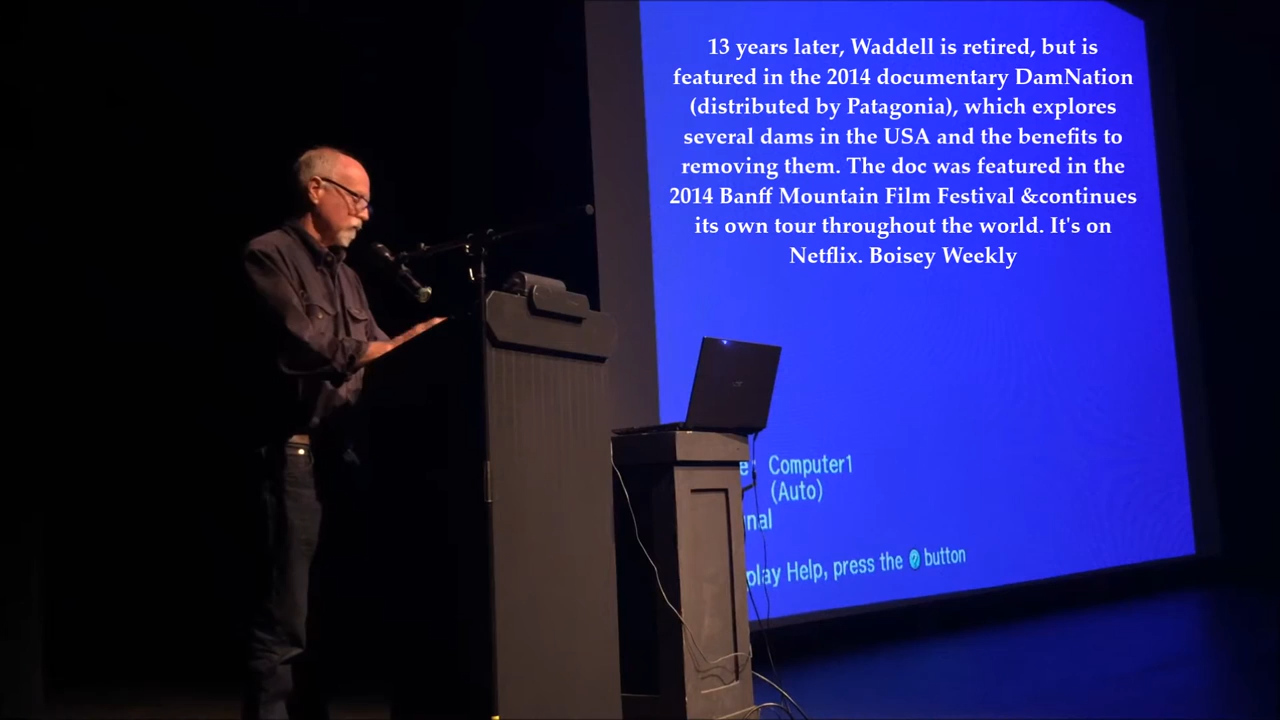 13 years later, Waddell is retired, but is
featured in the 2014 documentary DamNation
(distributed by Patagonia), which explores
several dams in the USA and the benefits to
removing them. The doc was featured in the
2014 Banff Mountain Film Festival &continues
its own tour throughout the world. It's on
Netflix. Boisey Weekly
Computer1
(Auto)
play Help, press the button